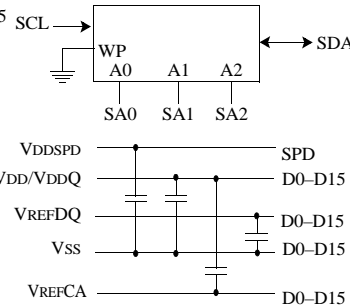 5
SCL
SDA
WP
A0 A1 A2
SA0 SA1 SA2
VDDSPD SPD
VDD/VDDQ D0–D15
VREFDQ D0–D15
VSS D0–D15
VREFCA D0–D15